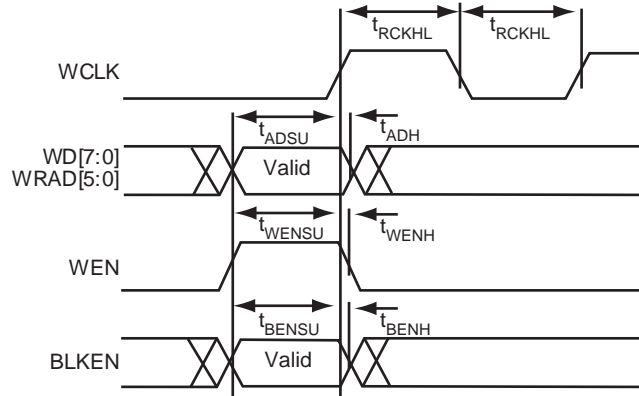 tRCKHL tRCKHL
WCLK
tADSU tADH
WD[7:0]
WRAD[5:0]
Valid
tWENSU tWENH
WEN
tBENSU tBENH
BLKEN
Valid